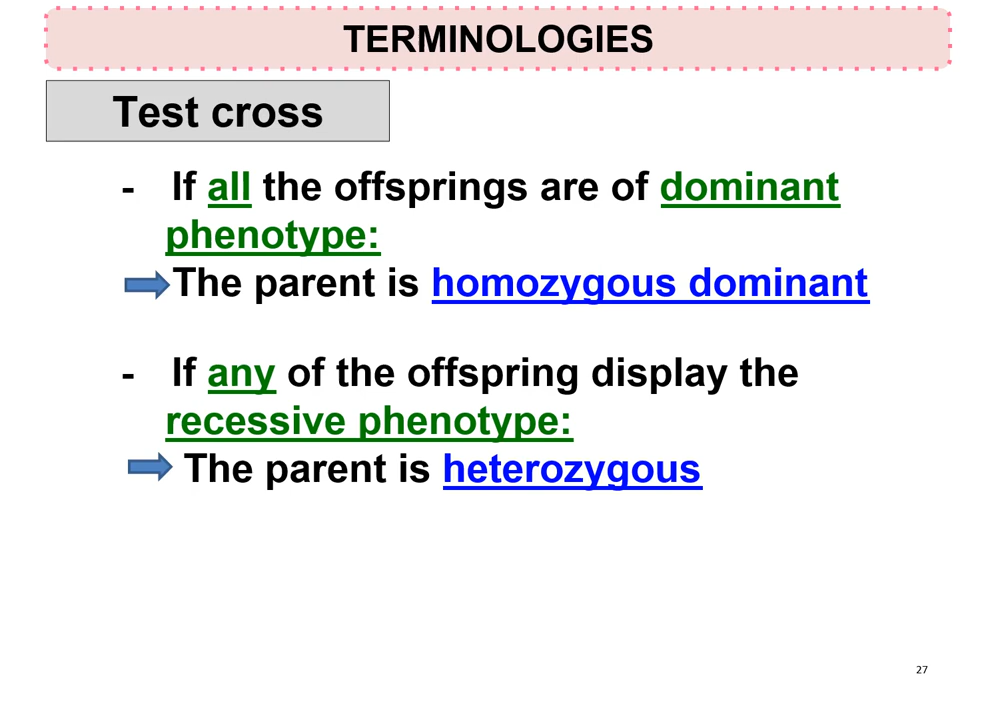 TERMINOLOGIES
Test cross
- If all the offsprings are of dominant
phenotype:
The parent is homozygous dominant
- If any of the offspring display the
recessive phenotype:
The parent is heterozygous
27